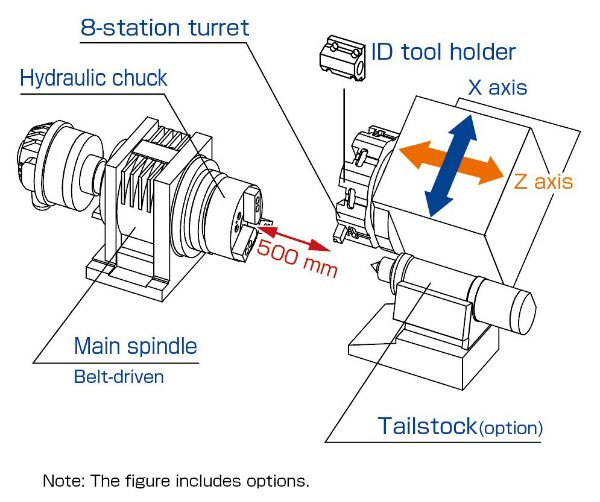 8-station turret
ID tool holder
Hydraulic chuck
X axis
Z axis
500 mm
Main spindle
Belt-driven
Tailstock(option)
Note: The figure includes options.